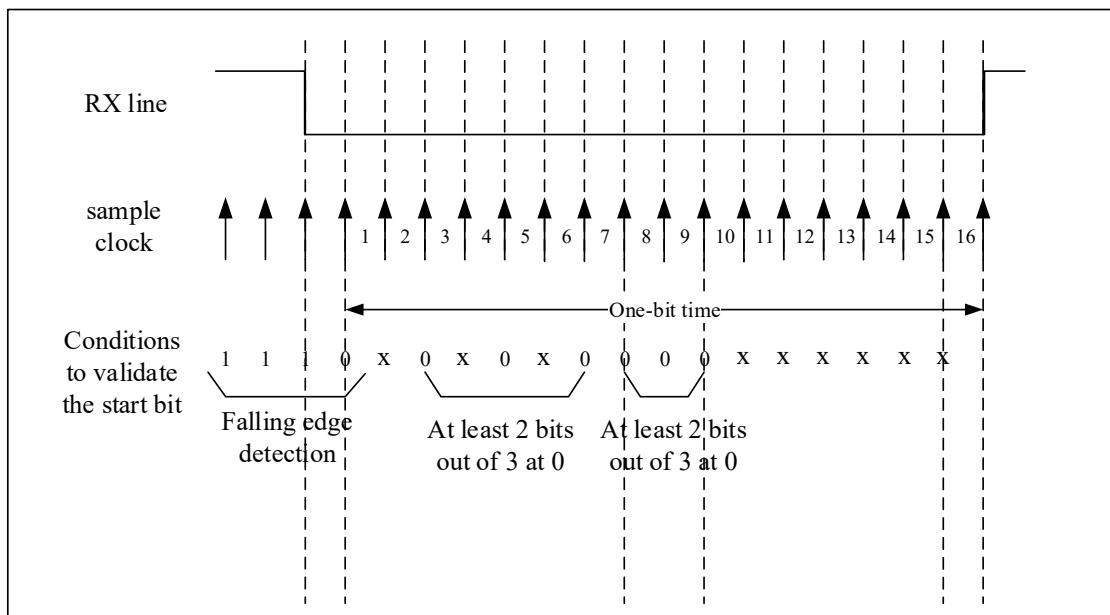 RX line
sample
clock
1 2 3 4 5 6 7 8 9 10 11 12 13 14 15 16
One-bit time
Conditions
to validate
the start bit
1 1 1 0 x 0 x 0 x 0 0 0 0 x x x x x x
Falling edge
detection
At least 2 bits
out of 3 at 0
At least 2 bits
out of 3 at 0